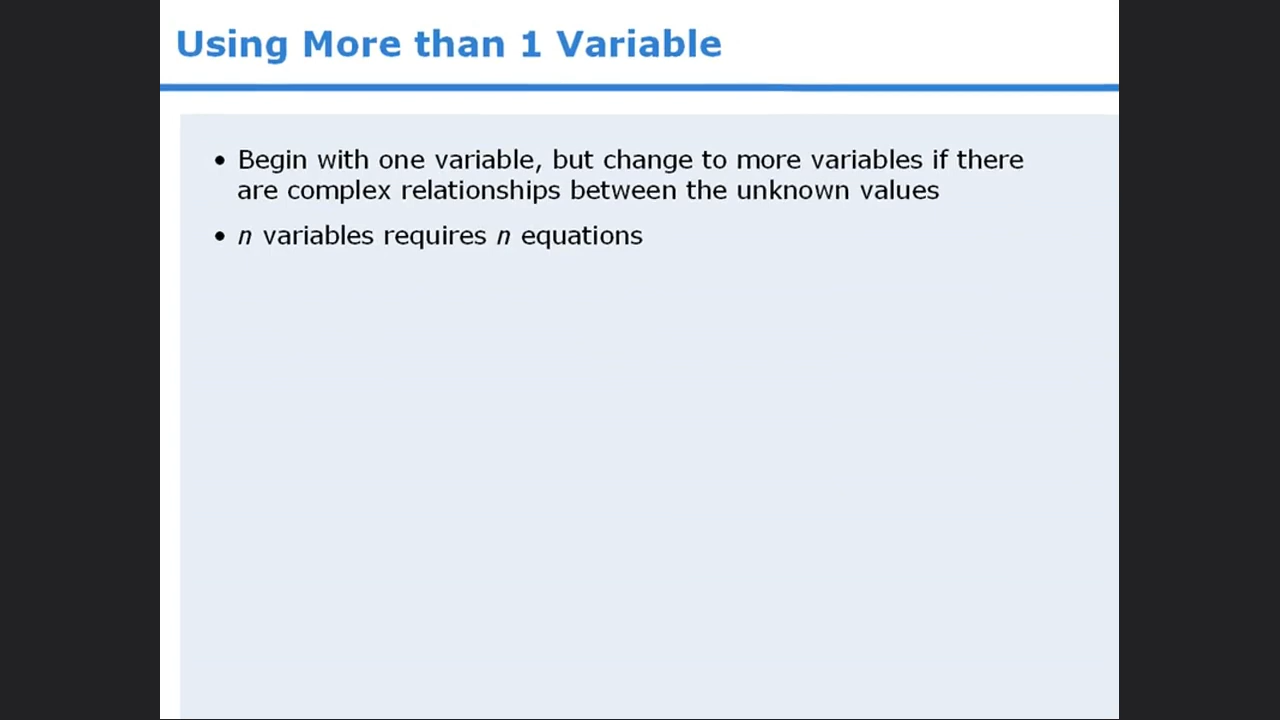 Using More than 1 Variable
• Begin with one variable, but change to more variables if there
are complex relationships between the unknown values
• n variables requires n equations